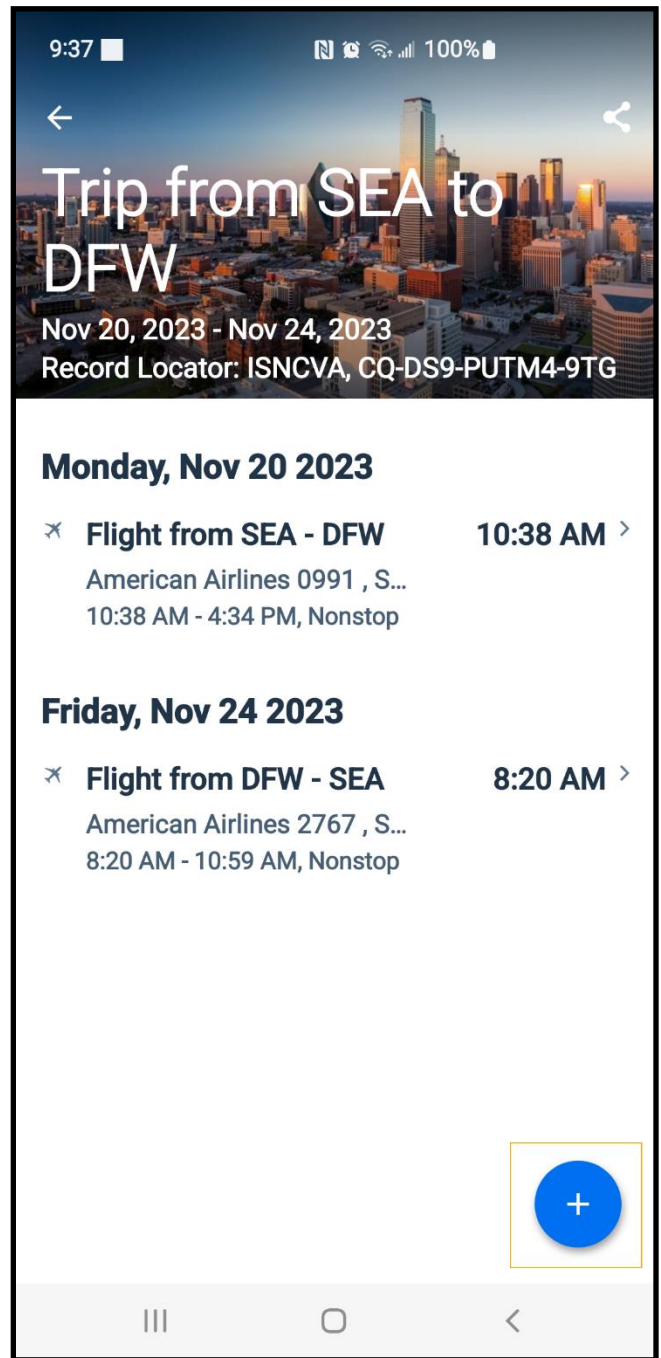 9:37 100%
Trip from SEA to
DFW
Nov 20, 2023 - Nov 24, 2023
Record Locator: ISNCVA, CQ-DS9-PUTM4-9TG
Monday, Nov 20 2023
Flight from SEA - DFW 10:38 AM
American Airlines 0991 , S...
10:38 AM - 4:34 PM, Nonstop
Friday, Nov 24 2023
Flight from DFW - SEA 8:20 AM
American Airlines 2767 , S...
8:20 AM - 10:59 AM, Nonstop
+